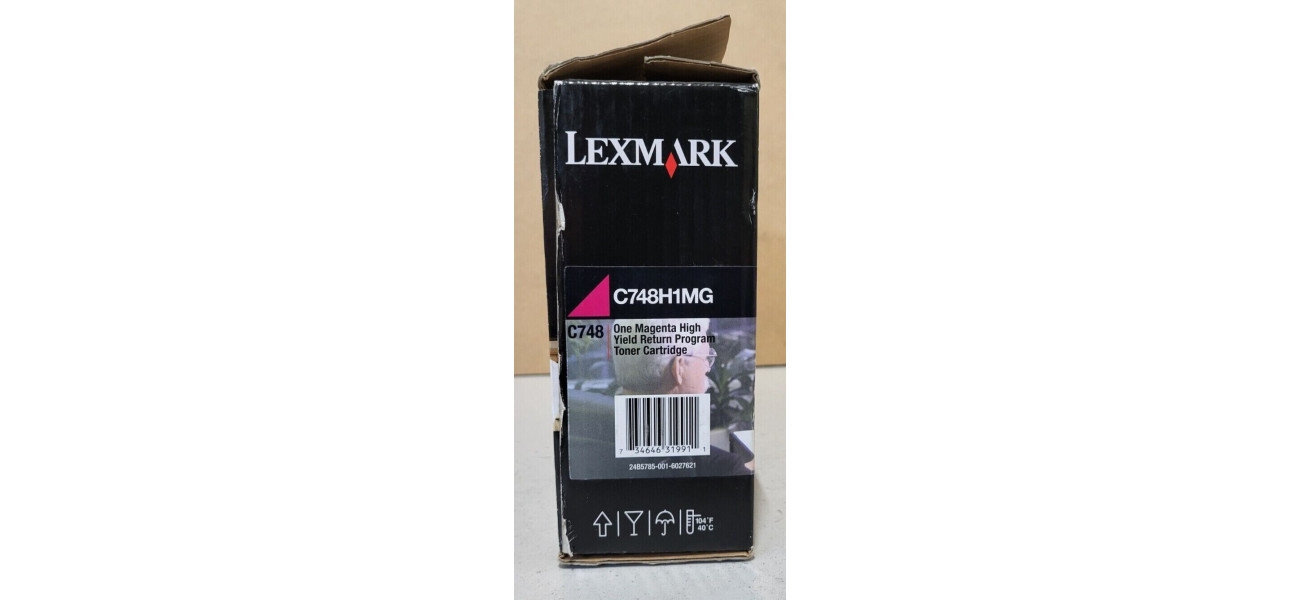 LEXMARK
C748H1MG
C748
One Magenta High
Yield Return Program
Toner Cartridge
7 34646 31991 1
24B5785-001-6027621
104°F
40°C